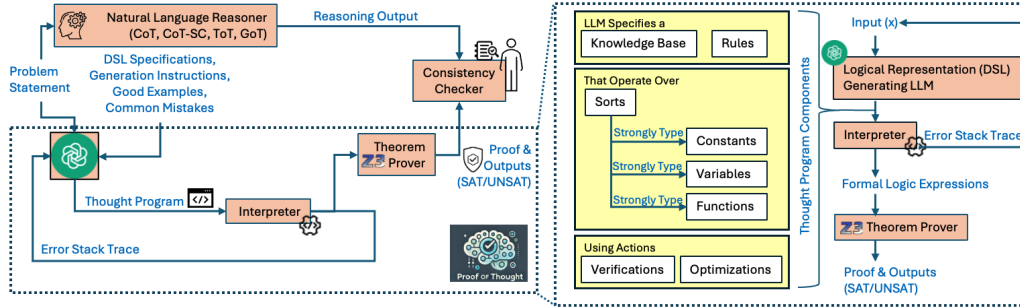 Natural Language Reasoner
(CoT, CoT-SC, ToT, GoT)
Reasoning Output
Problem
Statement
DSL Specifications,
Generation Instructions,
Good Examples,
Common Mistakes
Consistency
Checker
Z3
Theorem
Prover
Proof &
Outputs
(SAT/UNSAT)
Thought Program
</>
Interpreter
Error Stack Trace
Proof of Thought
LLM Specifies a
Knowledge Base
Rules
That Operate Over
Sorts
Strongly Type
Constants
Strongly Type
Variables
Strongly Type
Functions
Using Actions
Verifications
Optimizations
Thought Program Components
Input (x)
Logical Representation (DSL)
Generating LLM
Interpreter
Error Stack Trace
Formal Logic Expressions
Z3 Theorem Prover
Proof & Outputs
(SAT/UNSAT)